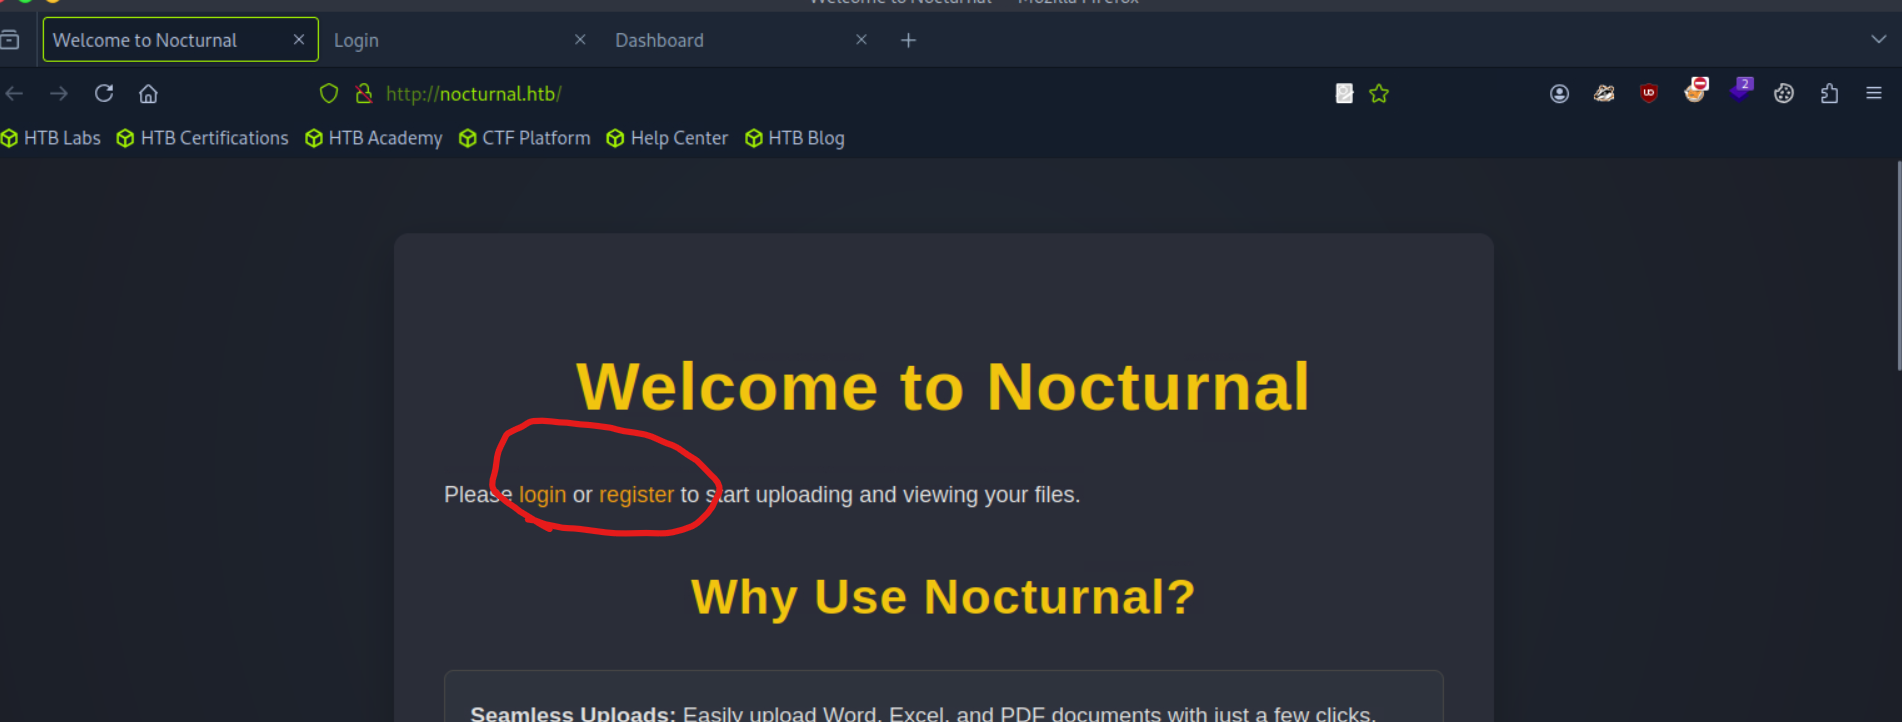 Welcome to Nocturnal — Mozilla Firefox
Welcome to Nocturnal
Login
Dashboard
http://nocturnal.htb/
2
HTB Labs
HTB Certifications
HTB Academy
CTF Platform
Help Center
HTB Blog
Welcome to Nocturnal
Please login or register to start uploading and viewing your files.
Why Use Nocturnal?
Seamless Uploads: Easily upload Word, Excel, and PDF documents with just a few clicks.